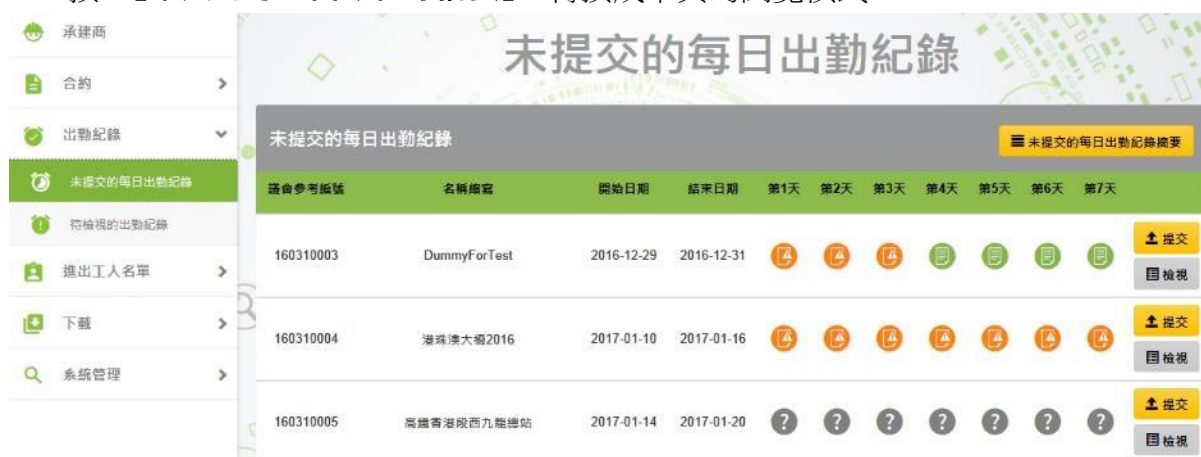 承建商
合約
出勤紀錄
未提交的每日出勤紀錄
待檢視的出勤紀錄
進出工人名單
下載
系統管理
未提交的每日出勤紀錄
未提交的每日出勤紀錄
未提交的每日出勤紀錄摘要
議會參考編號 名稱縮寫 開始日期 結束日期 第1天 第2天 第3天 第4天 第5天 第6天 第7天
160310003 DummyForTest 2016-12-29 2016-12-31
提交
檢視
160310004 港珠澳大橋2016 2017-01-10 2017-01-16
提交
檢視
160310005 高鐵香港段西九龍總站 2017-01-14 2017-01-20 ? ? ? ? ? ? ?
提交
檢視